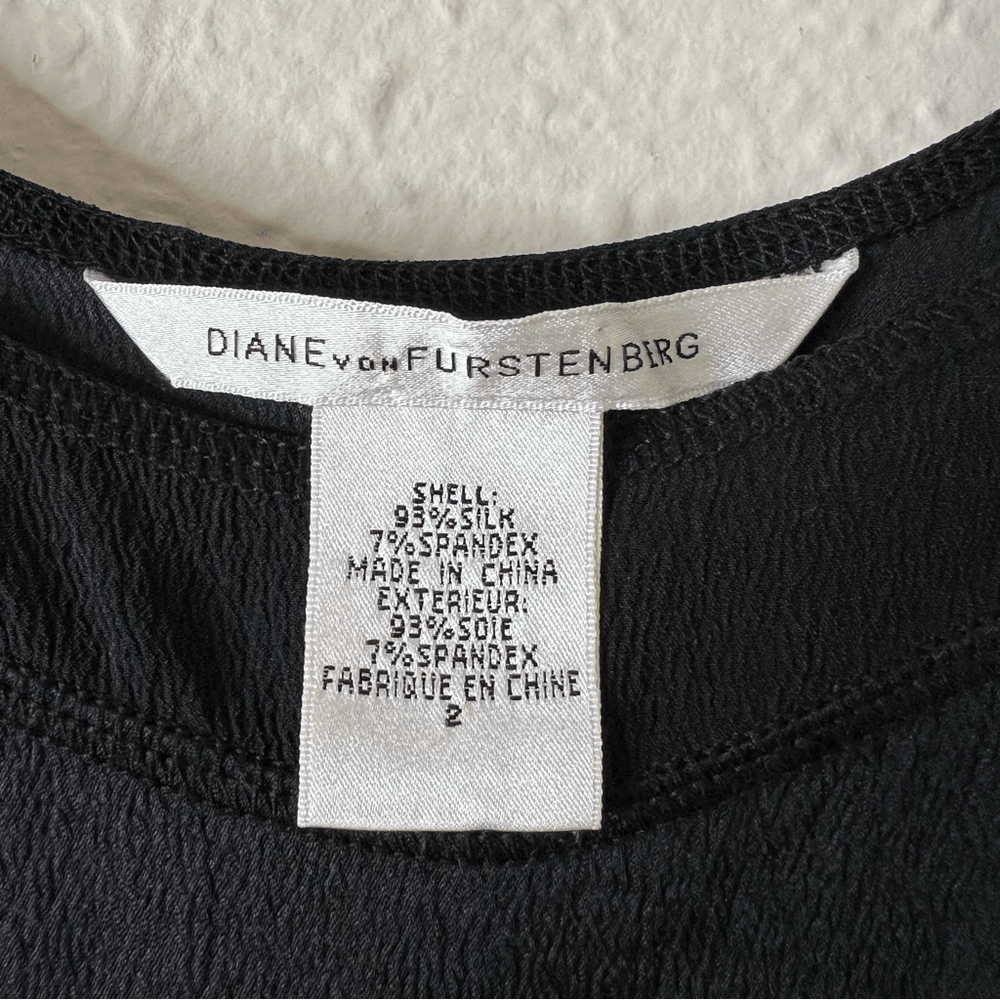 DIANE von FURSTENBERG
SHELL:
93%SILK
7%SPANDEX
MADE IN CHINA
EXTERIEUR:
93%SOIE
7%SPANDEX
FABRIQUE EN CHINE
2